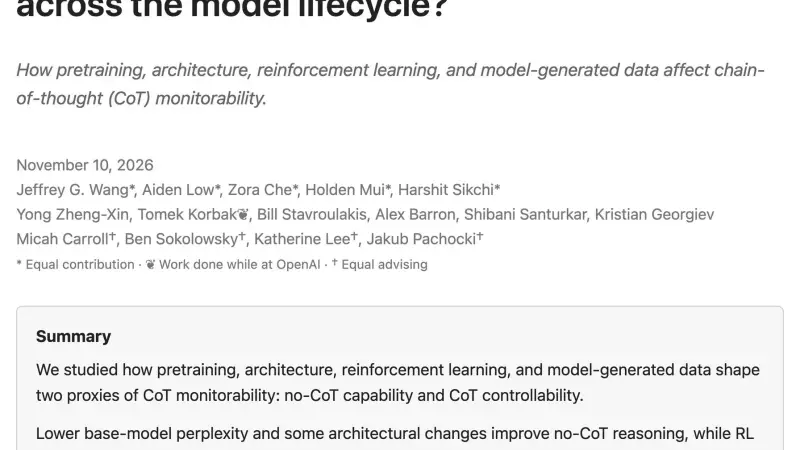 across the model lifecycle?
How pretraining, architecture, reinforcement learning, and model-generated data affect chain-
of-thought (CoT) monitorability.
November 10, 2026
Jeffrey G. Wang*, Aiden Low*, Zora Che*, Holden Mui*, Harshit Sikchi*
Yong Zheng-Xin, Tomek Korbak❦, Bill Stavroulakis, Alex Barron, Shibani Santurkar, Kristian Georgiev
Micah Carroll†, Ben Sokolowsky†, Katherine Lee†, Jakub Pachocki†
* Equal contribution · ❦ Work done while at OpenAI · † Equal advising
Summary
We studied how pretraining, architecture, reinforcement learning, and model-generated data shape
two proxies of CoT monitorability: no-CoT capability and CoT controllability.
Lower base-model perplexity and some architectural changes improve no-CoT reasoning, while RL